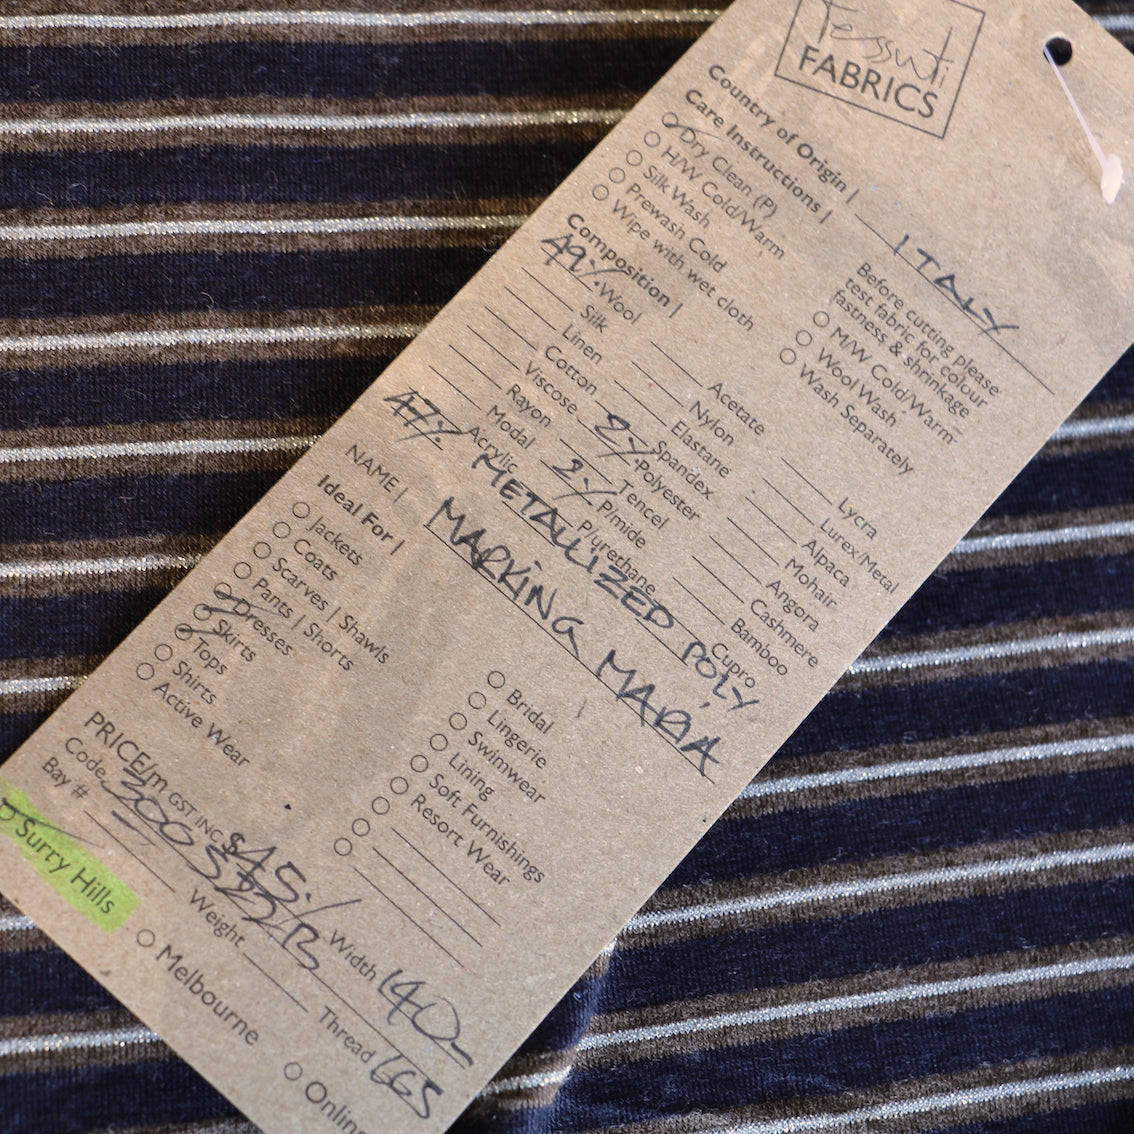 Tessuti
FABRICS
Country of Origin | ITALY
Care Instructions |
Dry Clean (P)
H/W Cold/Warm
Silk Wash
Prewash Cold
Wipe with wet cloth
Before cutting please
test fabric for colour
fastness & shrinkage
M/W Cold/Warm
Wool Wash
Wash Separately
Composition |
49% Wool
Silk
Linen
Cotton
Viscose
Rayon
Modal
47% Acrylic
Acetate
Nylon
Elastane
Spandex
2% Polyester
Tencel
2% P/mide
P/urethane
METALLIZED POLY
Lycra
Lurex/Metal
Alpaca
Mohair
Angora
Cashmere
Bamboo
Cupro
NAME | MARKING MARIA
Ideal For |
Jackets
Coats
Scarves | Shawls
Pants | Shorts
Dresses
Skirts
Tops
Shirts
Active Wear
Bridal
Lingerie
Swimwear
Lining
Soft Furnishings
Resort Wear
PRICE/m GST INC $45.
Width 140
Code
Bay #
Weight
Thread 665
Surry Hills
Melbourne
Online